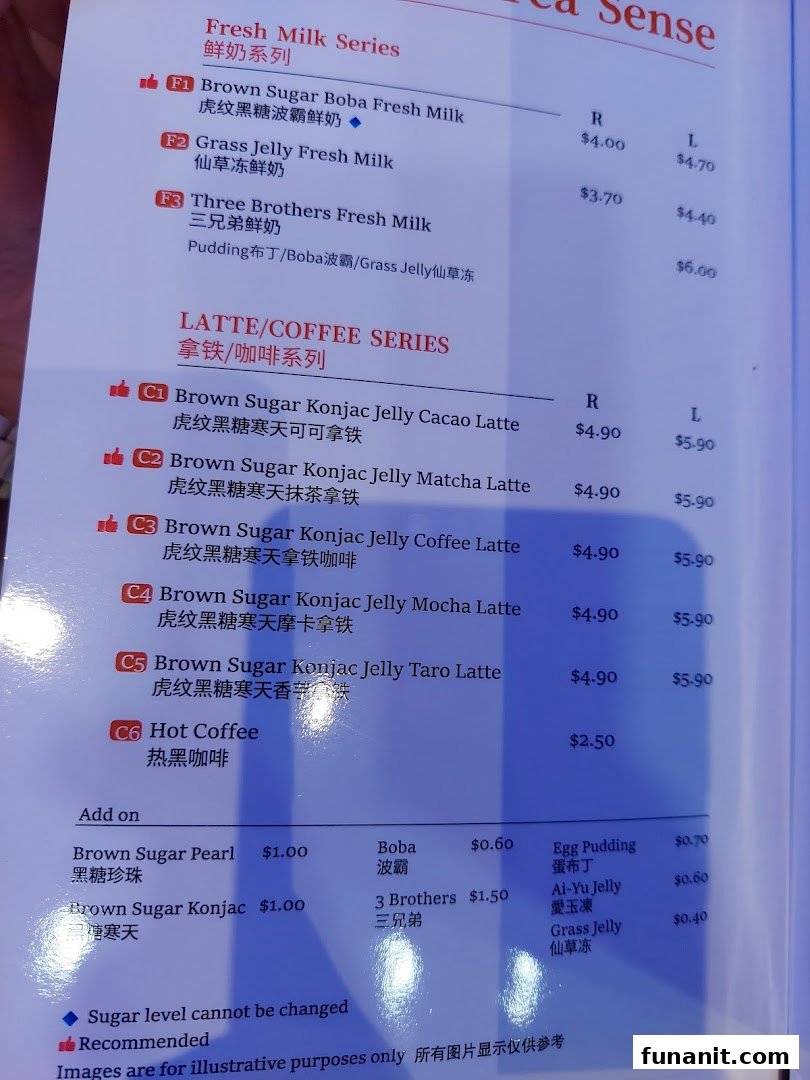 Tea Sense
Fresh Milk Series
鲜奶系列
R L
F1 Brown Sugar Boba Fresh Milk $4.00 $4.70
虎纹黑糖波霸鲜奶
F2 Grass Jelly Fresh Milk $3.70 $4.40
仙草冻鲜奶
F3 Three Brothers Fresh Milk $6.00
三兄弟鲜奶
Pudding布丁/Boba波霸/Grass Jelly仙草冻
LATTE/COFFEE SERIES
拿铁/咖啡系列
R L
C1 Brown Sugar Konjac Jelly Cacao Latte $4.90 $5.90
虎纹黑糖寒天可可拿铁
C2 Brown Sugar Konjac Jelly Matcha Latte $4.90 $5.90
虎纹黑糖寒天抹茶拿铁
C3 Brown Sugar Konjac Jelly Coffee Latte $4.90 $5.90
虎纹黑糖寒天拿铁咖啡
C4 Brown Sugar Konjac Jelly Mocha Latte $4.90 $5.90
虎纹黑糖寒天摩卡拿铁
C5 Brown Sugar Konjac Jelly Taro Latte $4.90 $5.90
虎纹黑糖寒天香芋拿铁
C6 Hot Coffee $2.50
热黑咖啡
Add on
Brown Sugar Pearl $1.00
黑糖珍珠
Brown Sugar Konjac $1.00
黑糖寒天
Boba $0.60
波霸
3 Brothers $1.50
三兄弟
Egg Pudding $0.70
蛋布丁
Ai-Yu Jelly $0.60
愛玉凍
Grass Jelly $0.40
仙草冻
Sugar level cannot be changed
Recommended
Images are for illustrative purposes only 所有图片显示仅供参考
funanit.com